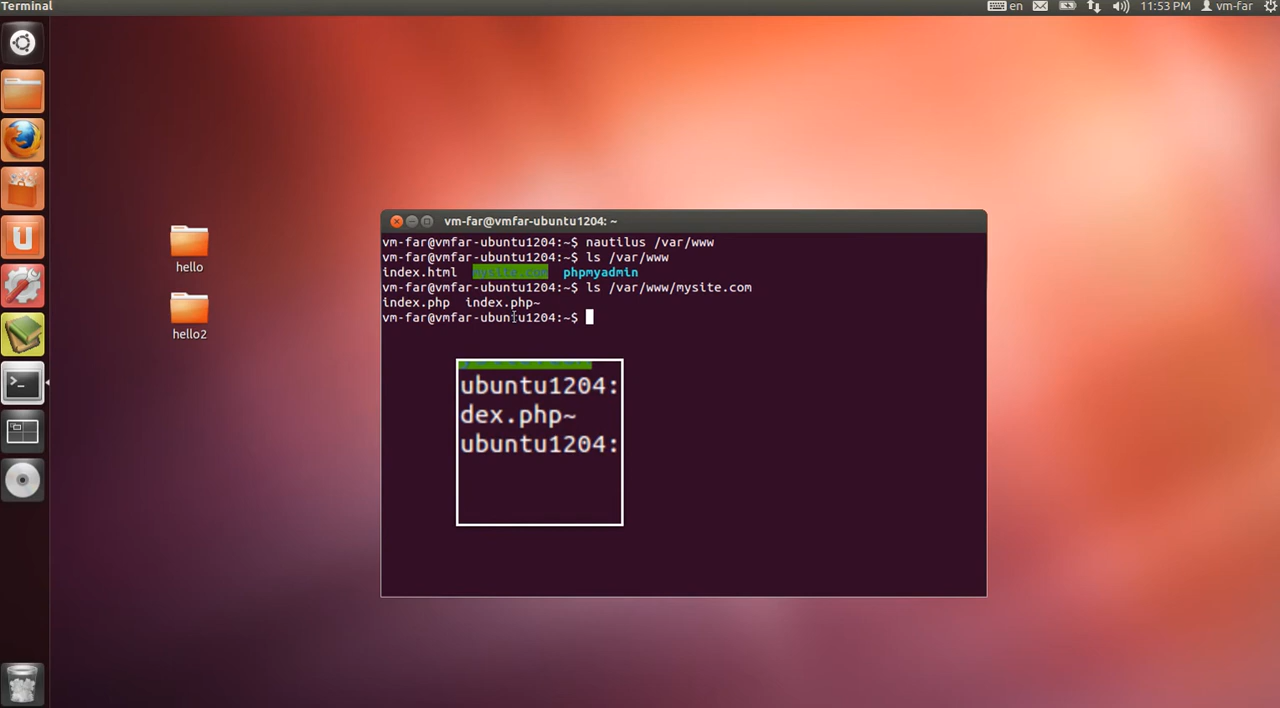 Terminal
en
11:53 PM
vm-far
hello
hello2
vm-far@vmfar-ubuntu1204: ~
vm-far@vmfar-ubuntu1204:~$ nautilus /var/www
vm-far@vmfar-ubuntu1204:~$ ls /var/www
index.html mysite.com phpmyadmin
vm-far@vmfar-ubuntu1204:~$ ls /var/www/mysite.com
index.php index.php~
vm-far@vmfar-ubuntu1204:~$
ubuntu1204:
dex.php~
ubuntu1204: